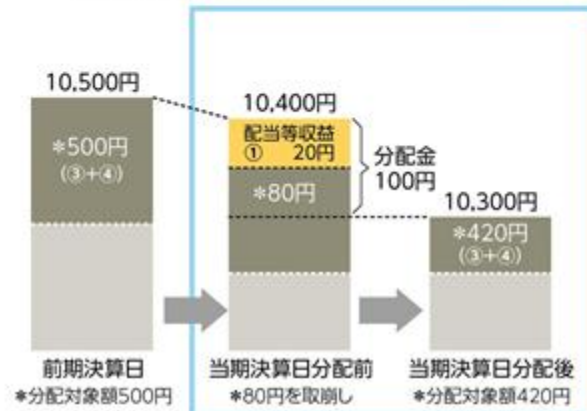 10,500円
*500円
(③+④)
前期決算日
*分配対象額500円
10,400円
配当等収益
① 20円
*80円
分配金
100円
当期決算日分配前
*80円を取崩し
10,300円
*420円
(③+④)
当期決算日分配後
*分配対象額420円